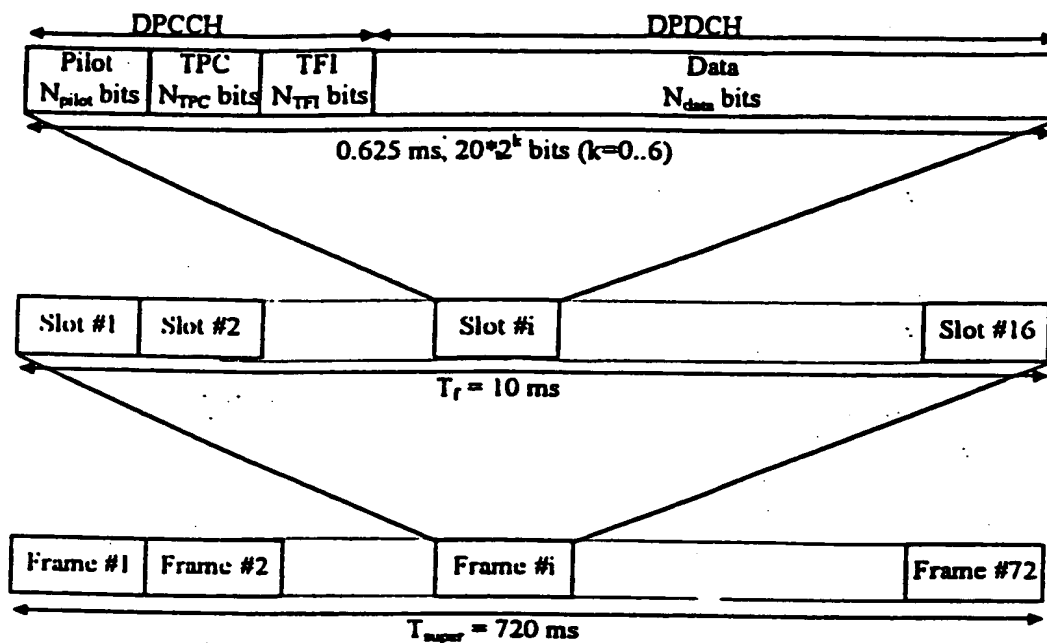 DPCCH DPDCH
Pilot TPC TFI Data
N_pilot bits N_TPC bits N_TFI bits N_data bits
0.625 ms, 20*2^k bits (k=0..6)
Slot #1 Slot #2 Slot #i Slot #16
T_f = 10 ms
Frame #1 Frame #2 Frame #i Frame #72
T_super = 720 ms